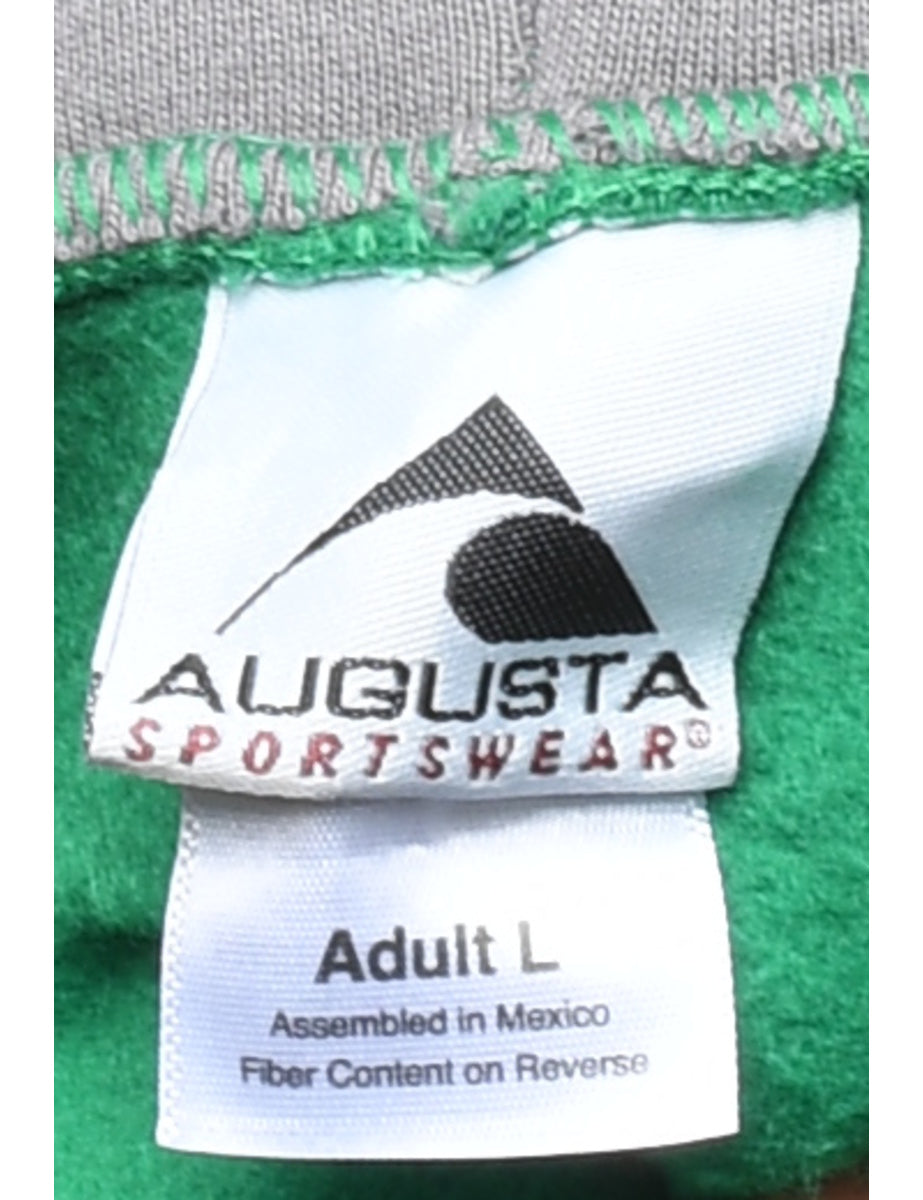 AUGUSTA
SPORTSWEAR®
Adult L
Assembled in Mexico
Fiber Content on Reverse